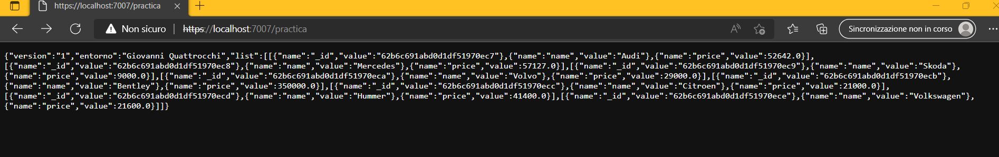 https://localhost:7007/practica
Non sicuro https://localhost:7007/practica Sincronizzazione non in corso
{"version":"1","entorno":"Giovanni Quattrocchi","list":[[{"name":"_id","value":"62b6c691abd0d1df51970ec7"},{"name":"name","value":"Audi"},{"name":"price","value":52642.0}],
[{"name":"_id","value":"62b6c691abd0d1df51970ec8"},{"name":"name","value":"Mercedes"},{"name":"price","value":57127.0}],[{"name":"_id","value":"62b6c691abd0d1df51970ec9"},{"name":"name","value":"Skoda"},
{"name":"price","value":9000.0}],[{"name":"_id","value":"62b6c691abd0d1df51970eca"},{"name":"name","value":"Volvo"},{"name":"price","value":29000.0}],[{"name":"_id","value":"62b6c691abd0d1df51970ecb"},
{"name":"name","value":"Bentley"},{"name":"price","value":350000.0}],[{"name":"_id","value":"62b6c691abd0d1df51970ecc"},{"name":"name","value":"Citroen"},{"name":"price","value":21000.0}],
[{"name":"_id","value":"62b6c691abd0d1df51970ecd"},{"name":"name","value":"Hummer"},{"name":"price","value":41400.0}],[{"name":"_id","value":"62b6c691abd0d1df51970ece"},{"name":"name","value":"Volkswagen"},
{"name":"price","value":21600.0}]]}